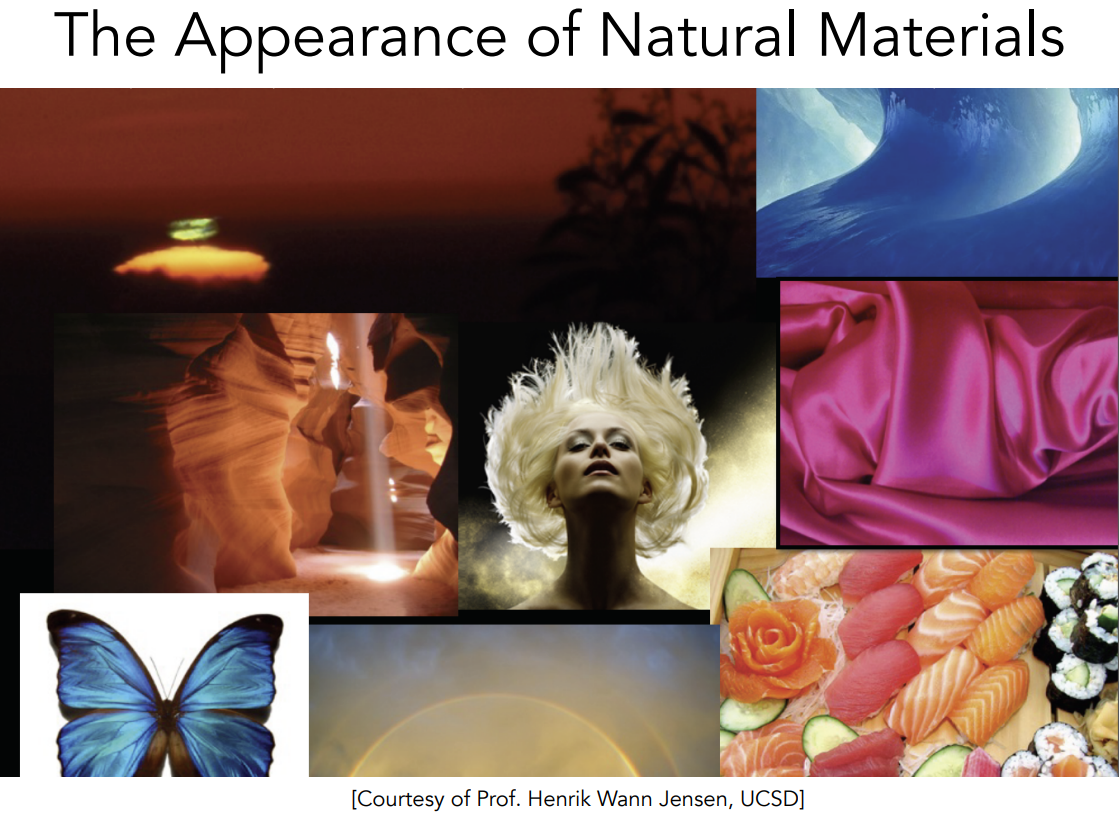 The Appearance of Natural Materials
[Courtesy of Prof. Henrik Wann Jensen, UCSD]